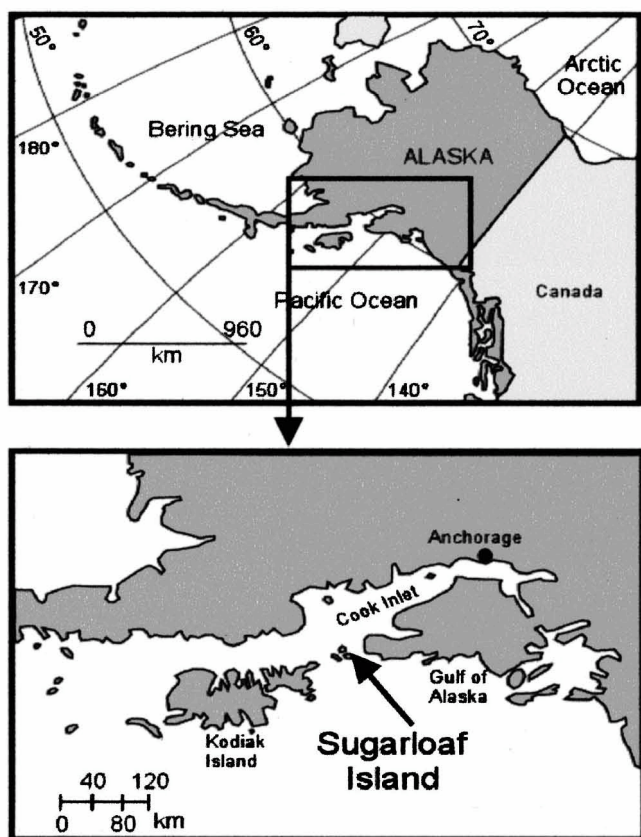 50°
60°
70°
Arctic
Ocean
Bering Sea
180°
ALASKA
170°
Pacific Ocean
Canada
0 960
km
160°
150°
140°
Anchorage
Cook Inlet
Gulf of
Alaska
Kodiak
Island
Sugarloaf
Island
40 120
0 80 km